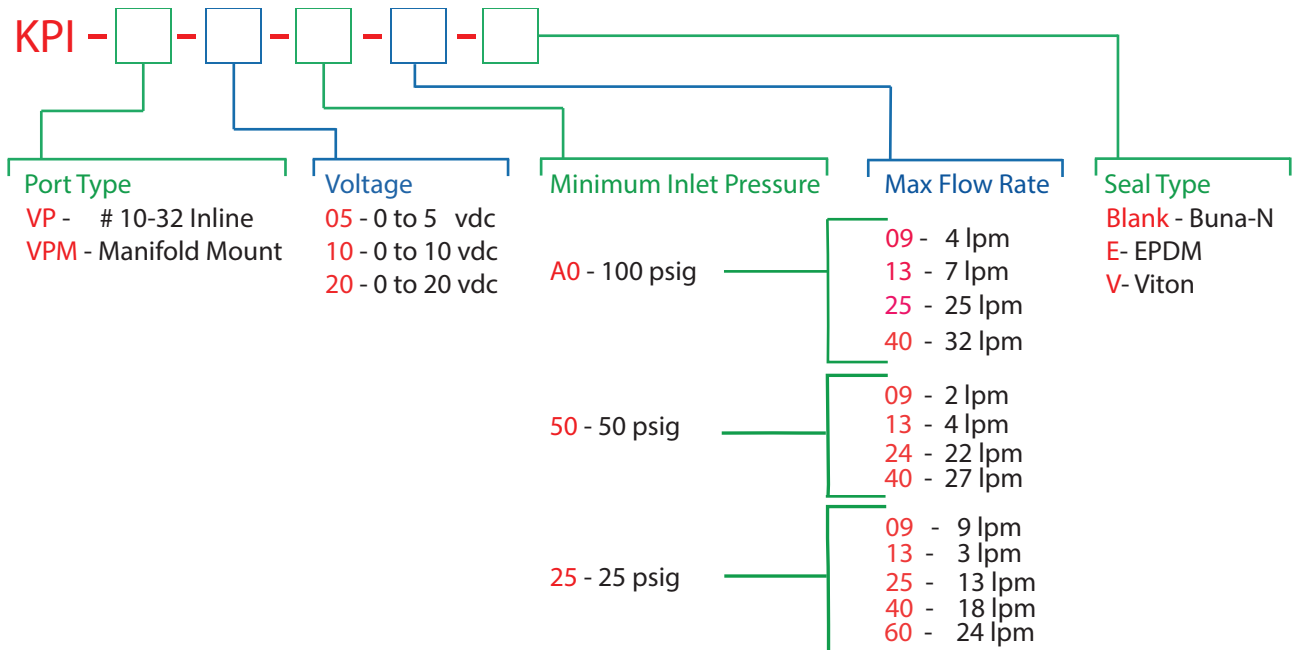 KPI - - - - -
Port Type
VP - # 10-32 Inline
VPM - Manifold Mount
Voltage
05 - 0 to 5 vdc
10 - 0 to 10 vdc
20 - 0 to 20 vdc
Minimum Inlet Pressure
A0 - 100 psig
50 - 50 psig
25 - 25 psig
Max Flow Rate
09 - 4 lpm
13 - 7 lpm
25 - 25 lpm
40 - 32 lpm
09 - 2 lpm
13 - 4 lpm
24 - 22 lpm
40 - 27 lpm
09 - 9 lpm
13 - 3 lpm
25 - 13 lpm
40 - 18 lpm
60 - 24 lpm
Seal Type
Blank - Buna-N
E- EPDM
V- Viton